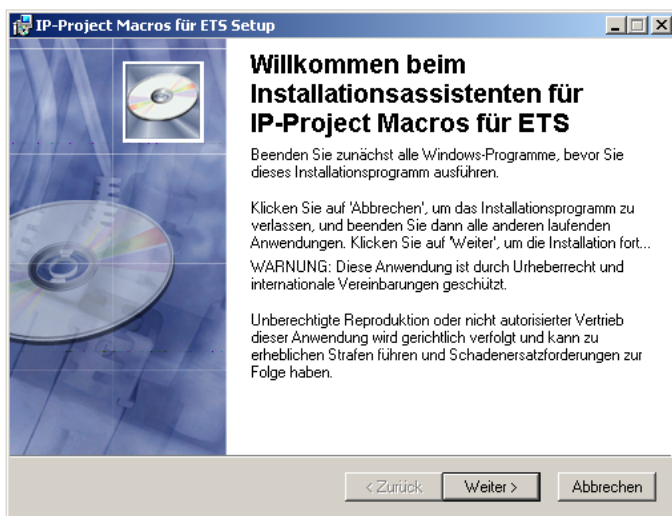 IP-Project Macros für ETS Setup
Willkommen beim
Installationsassistenten für
IP-Project Macros für ETS
Beenden Sie zunächst alle Windows-Programme, bevor Sie
dieses Installationsprogramm ausführen.
Klicken Sie auf 'Abbrechen', um das Installationsprogramm zu
verlassen, und beenden Sie dann alle anderen laufenden
Anwendungen. Klicken Sie auf 'Weiter', um die Installation fort...
WARNUNG: Diese Anwendung ist durch Urheberrecht und
internationale Vereinbarungen geschützt.
Unberechtigte Reproduktion oder nicht autorisierter Vertrieb
dieser Anwendung wird gerichtlich verfolgt und kann zu
erheblichen Strafen führen und Schadenersatzforderungen zur
Folge haben.
< Zurück Weiter > Abbrechen